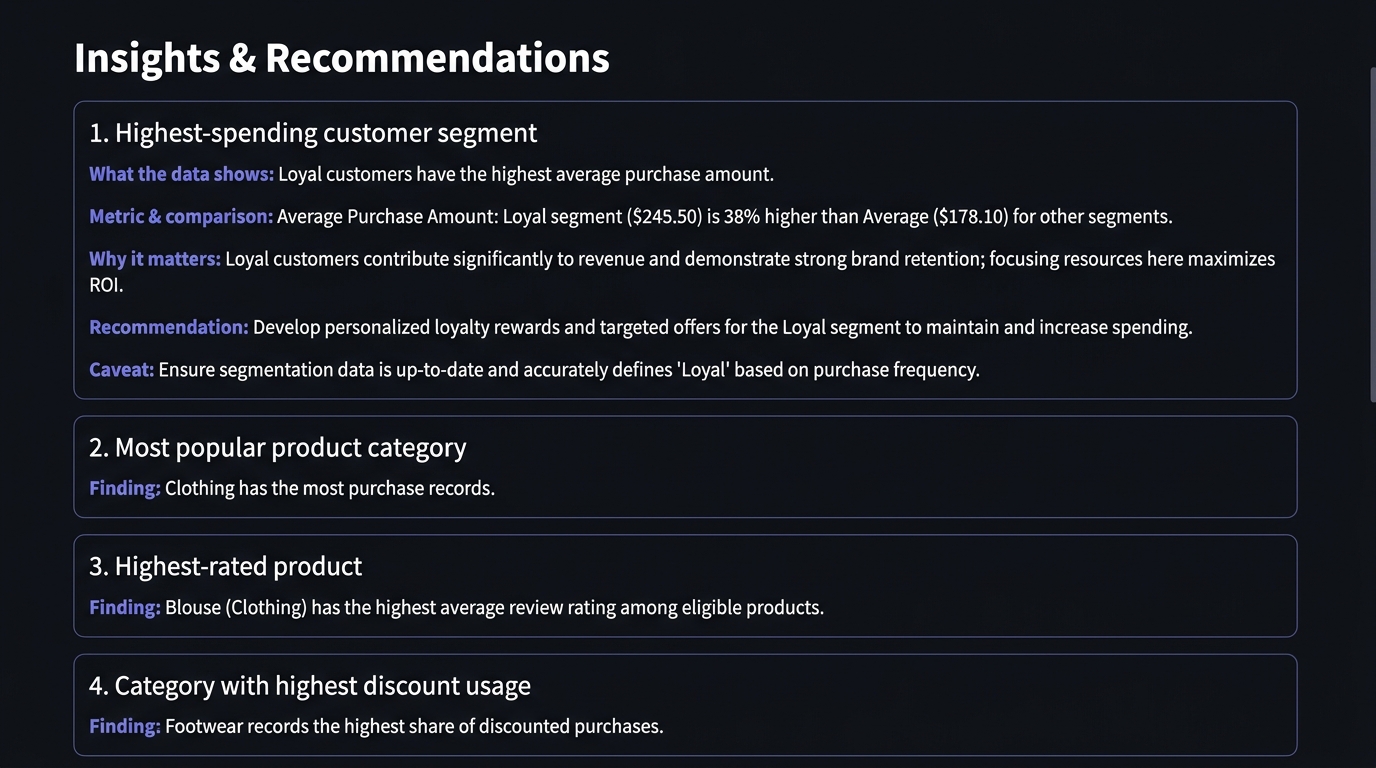 Insights & Recommendations
1. Highest-spending customer segment
What the data shows: Loyal customers have the highest average purchase amount.
Metric & comparison: Average Purchase Amount: Loyal segment ($245.50) is 38% higher than Average ($178.10) for other segments.
Why it matters: Loyal customers contribute significantly to revenue and demonstrate strong brand retention; focusing resources here maximizes
ROI.
Recommendation: Develop personalized loyalty rewards and targeted offers for the Loyal segment to maintain and increase spending.
Caveat: Ensure segmentation data is up-to-date and accurately defines 'Loyal' based on purchase frequency.
2. Most popular product category
Finding: Clothing has the most purchase records.
3. Highest-rated product
Finding: Blouse (Clothing) has the highest average review rating among eligible products.
4. Category with highest discount usage
Finding: Footwear records the highest share of discounted purchases.